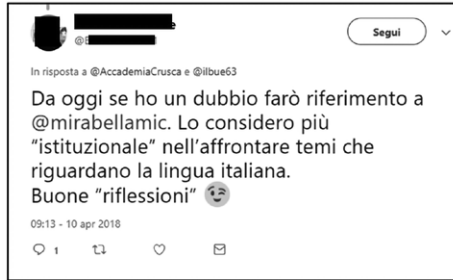 Segui
In risposta a @AccademiaCrusca e @ilbue63
Da oggi se ho un dubbio farò riferimento a
@mirabellamic. Lo considero più
"istituzionale" nell'affrontare temi che
riguardano la lingua italiana.
Buone "riflessioni" 😉
09:13 - 10 apr 2018
1